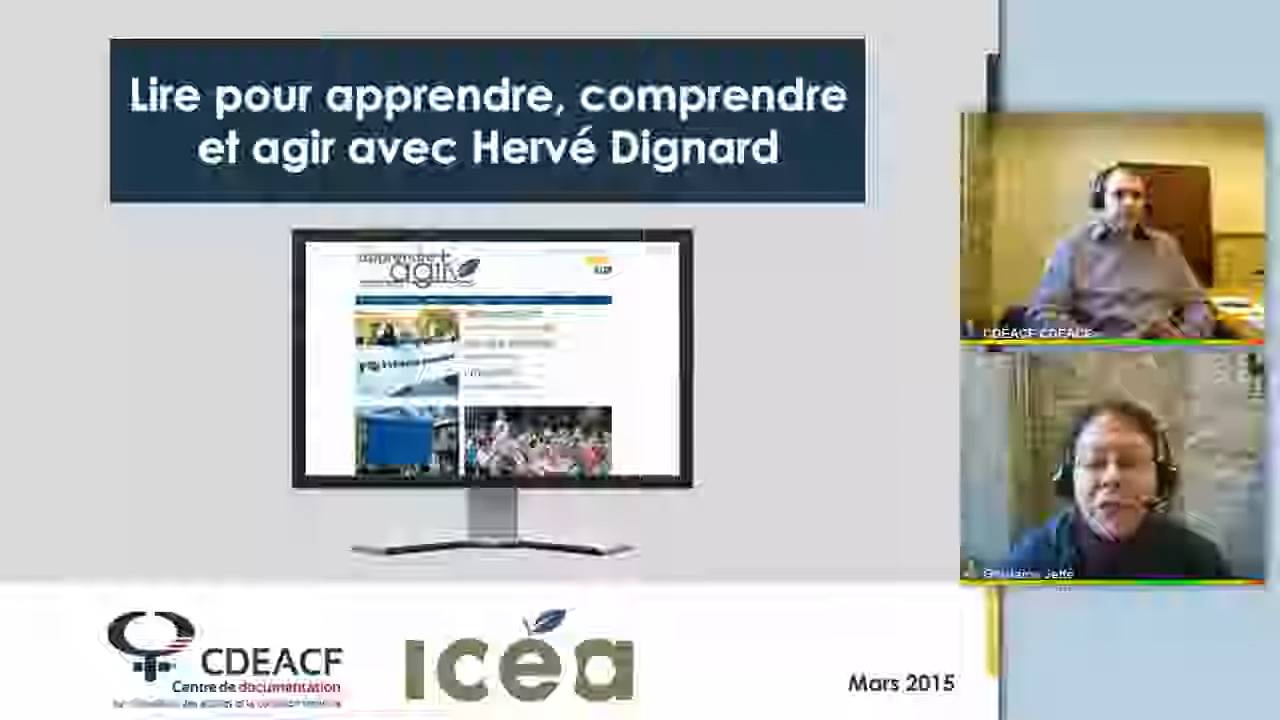 Lire pour apprendre, comprendre
et agir avec Hervé Dignard
apprendre+
agir
CDEACF CDEACF
Ghislaine Jetté
CDEACF
Centre de documentation
icéa
Mars 2015